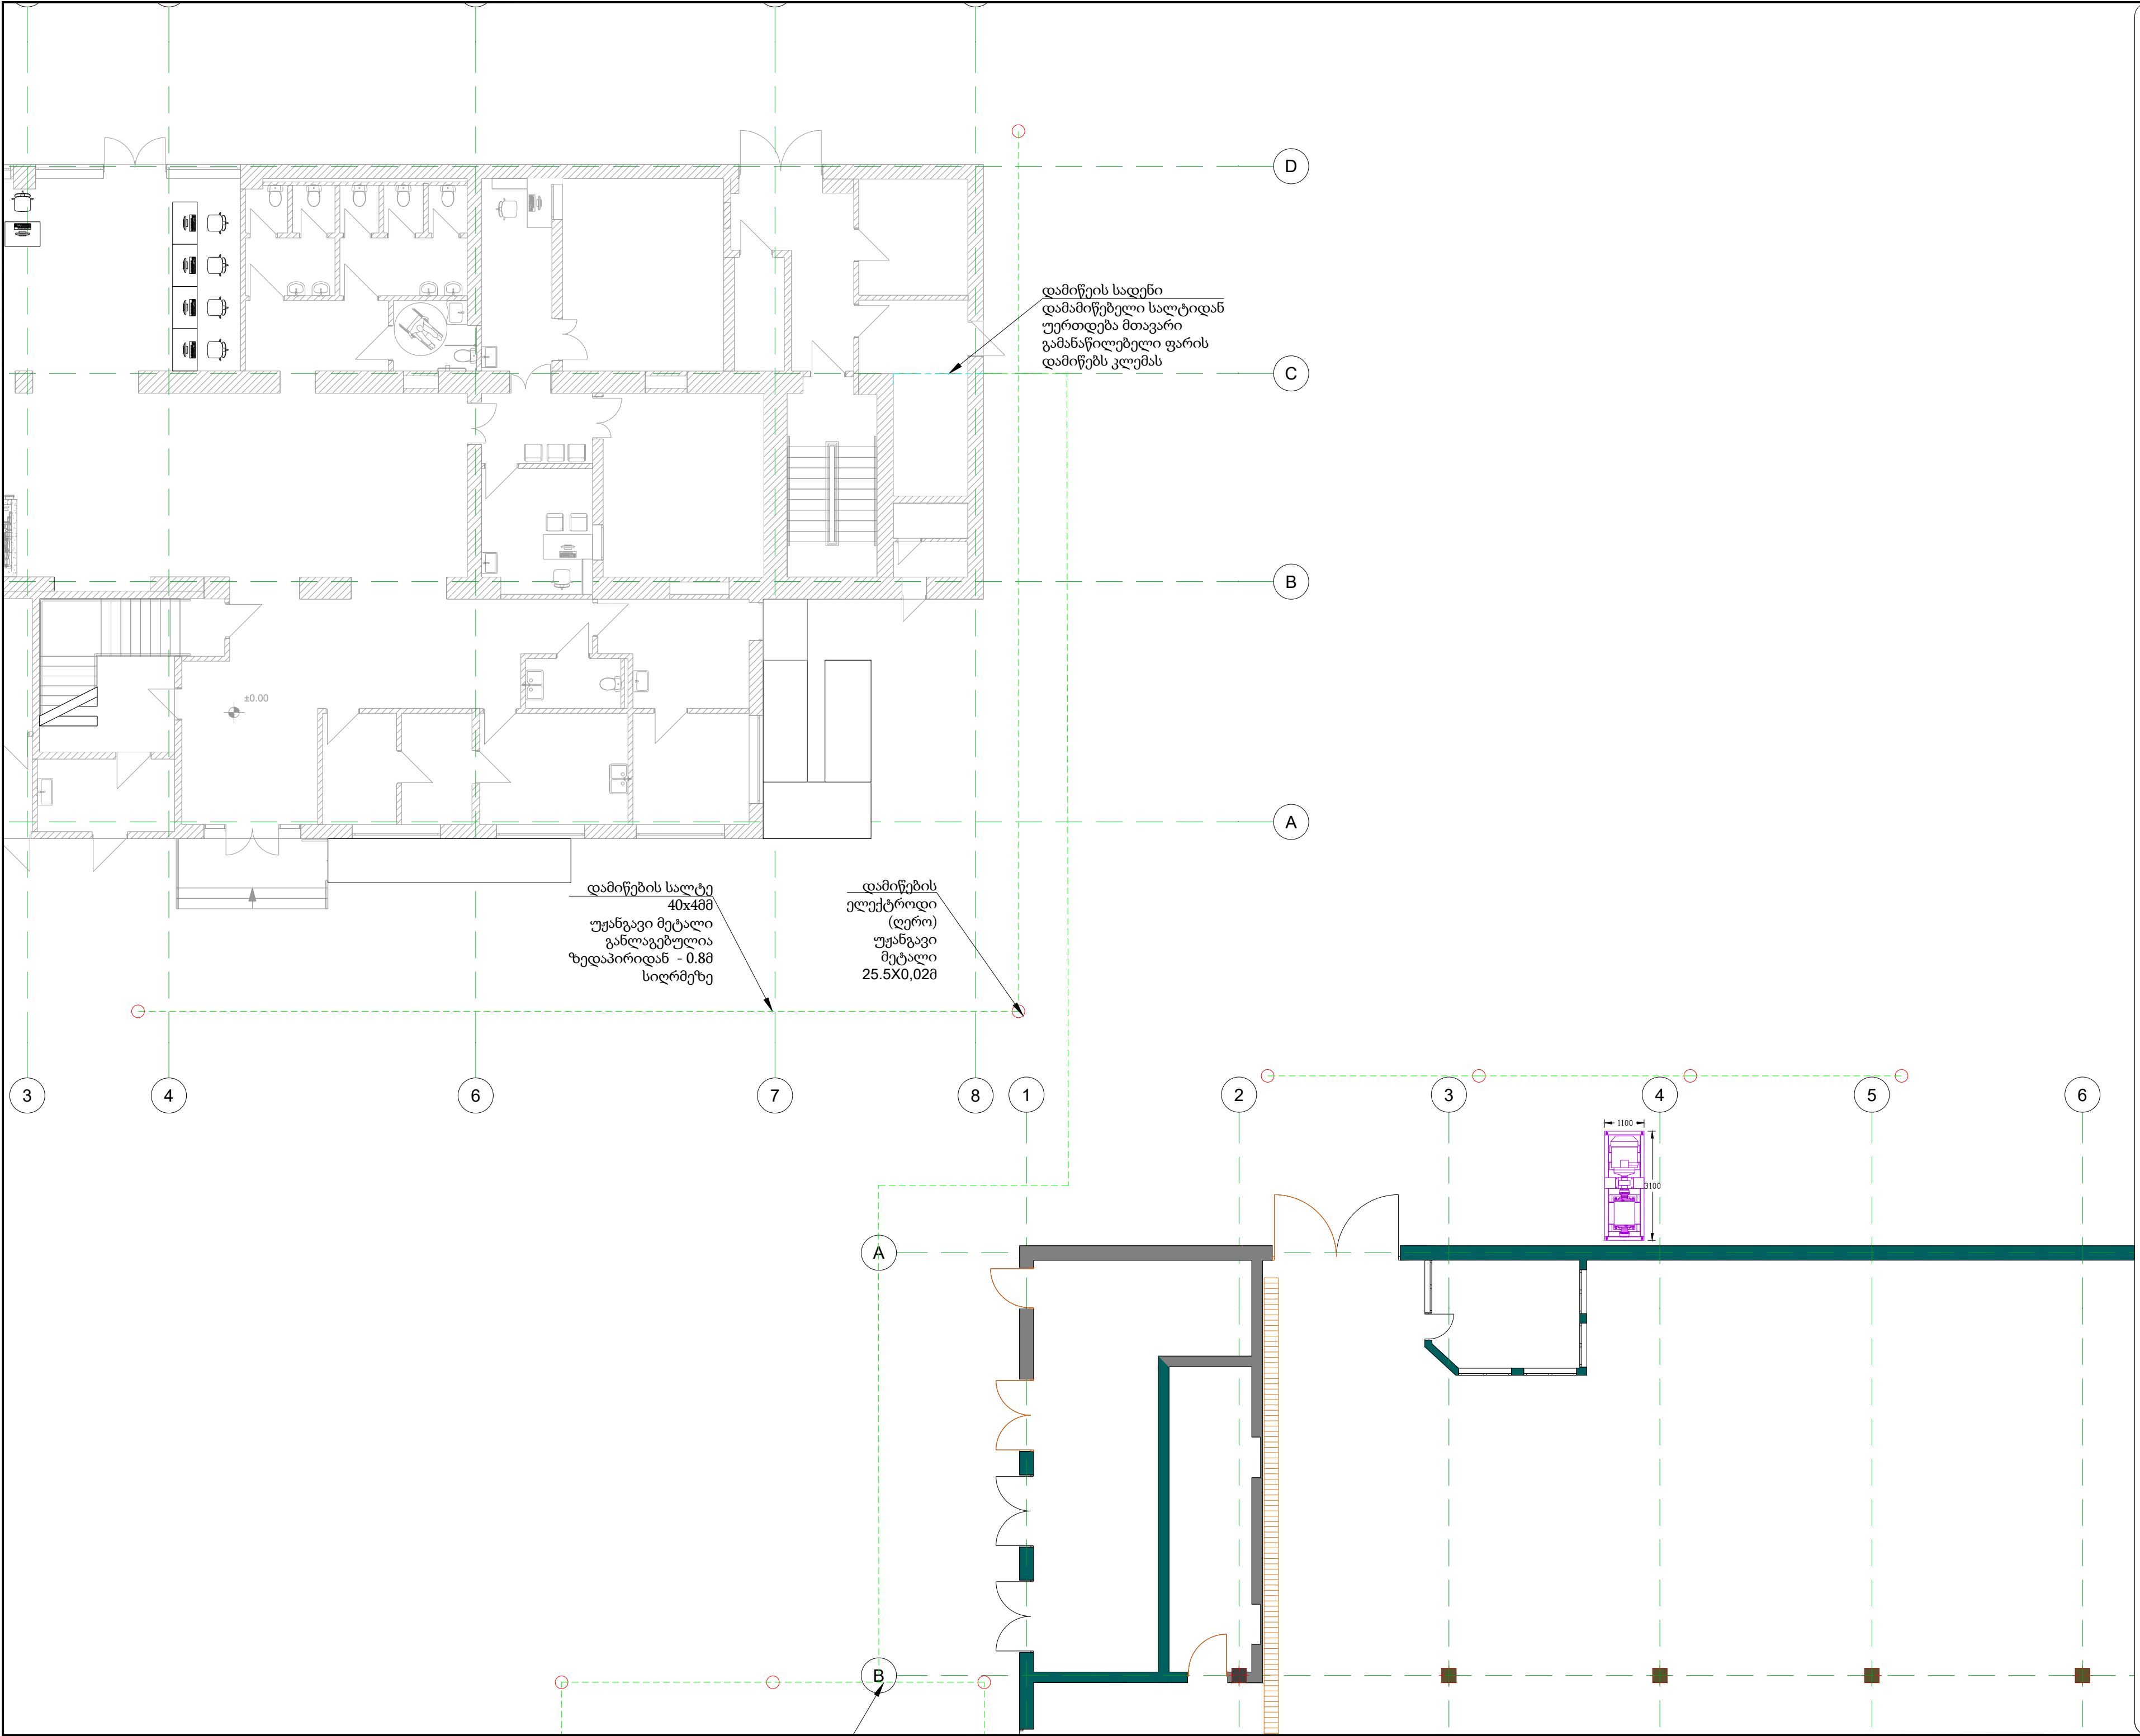 D
დამიწეის სადენი
დამამიწებელი სალტიდან
უერთდება მთავარი
გამანაწილებელი ფარის
დამიწებს კლემას
C
B
±0.00
A
დამიწების სალტე
40x4მმ
უჟანგავი მეტალი
განლაგებულია
ზედაპირიდან - 0.8მ
სიღრმეზე
დამიწების
ელექტროდი
(ღერო)
უჟანგავი
მეტალი
25.5X0,02მ
3 4 6 7 8 1 2 3 4 5 6
1100
3100
A
B